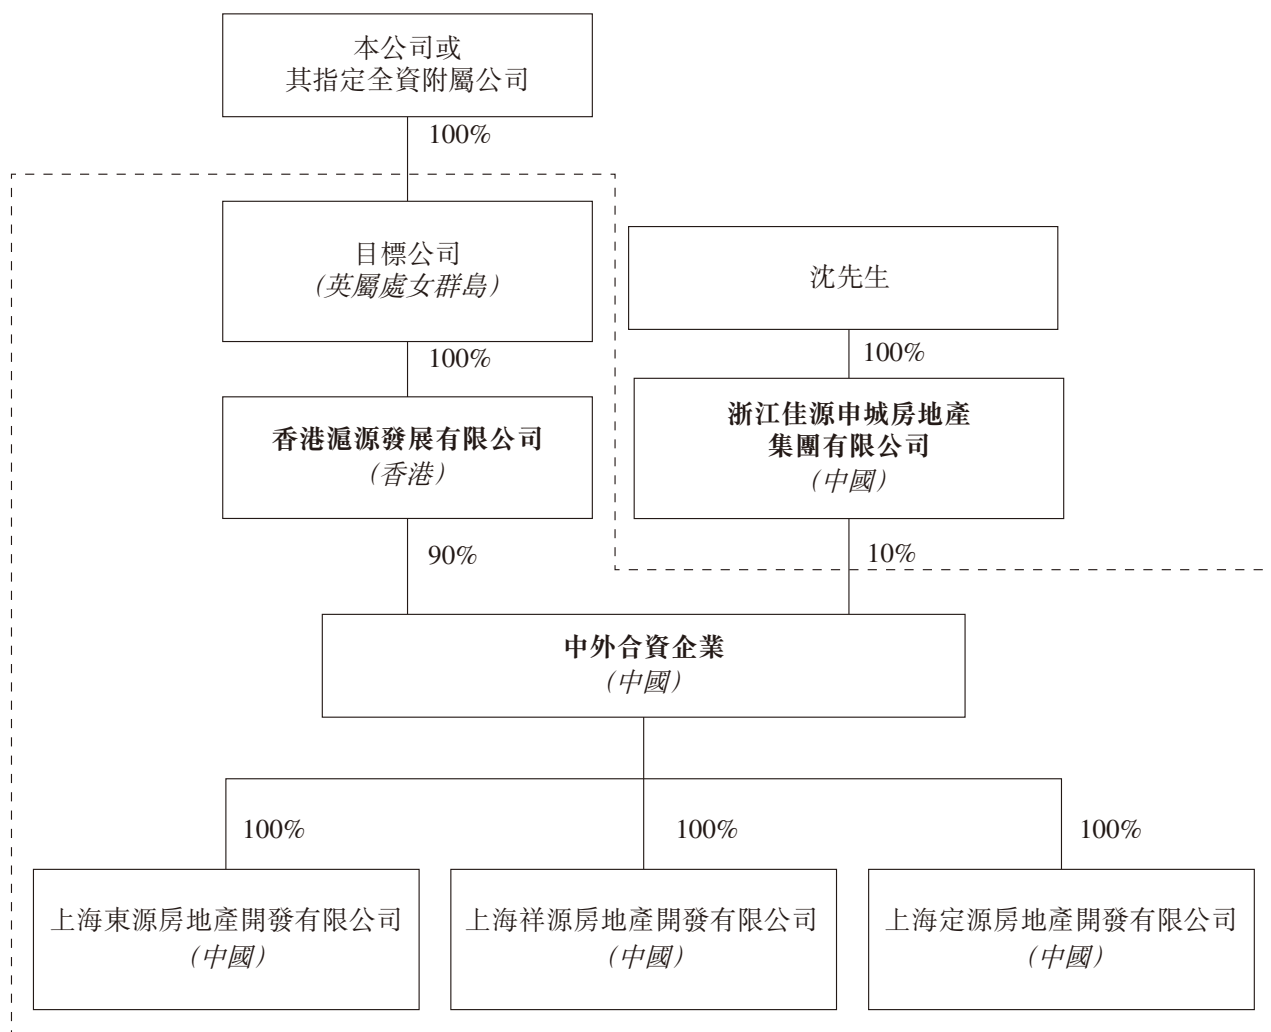 本公司或
其指定全資附屬公司
100%
目標公司
（英屬處女群島）
沈先生
100%
100%
香港滬源發展有限公司
（香港）
浙江佳源申城房地產
集團有限公司
（中國）
90%
10%
中外合資企業
（中國）
100%
100%
100%
上海東源房地產開發有限公司
（中國）
上海祥源房地產開發有限公司
（中國）
上海定源房地產開發有限公司
（中國）